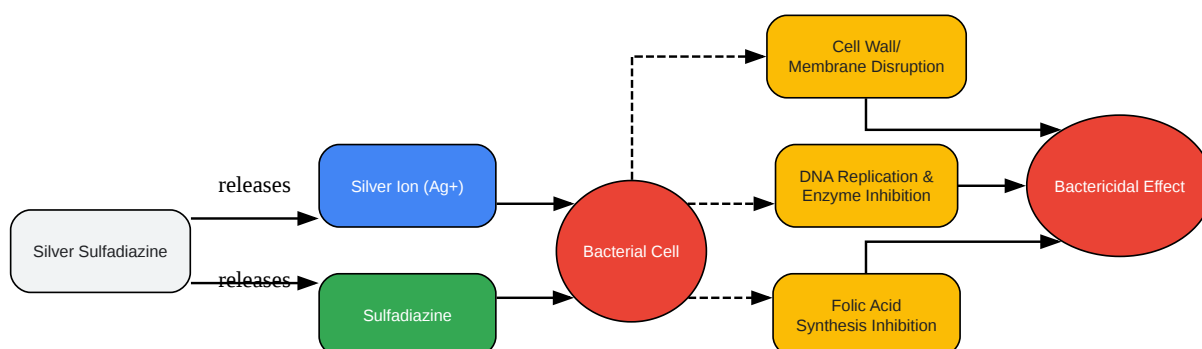 Cell Wall/
Membrane Disruption
releases
Silver Ion (Ag+)
DNA Replication &
Enzyme Inhibition
Bactericidal Effect
Silver Sulfadiazine
Bacterial Cell
releases
Sulfadiazine
Folic Acid
Synthesis Inhibition